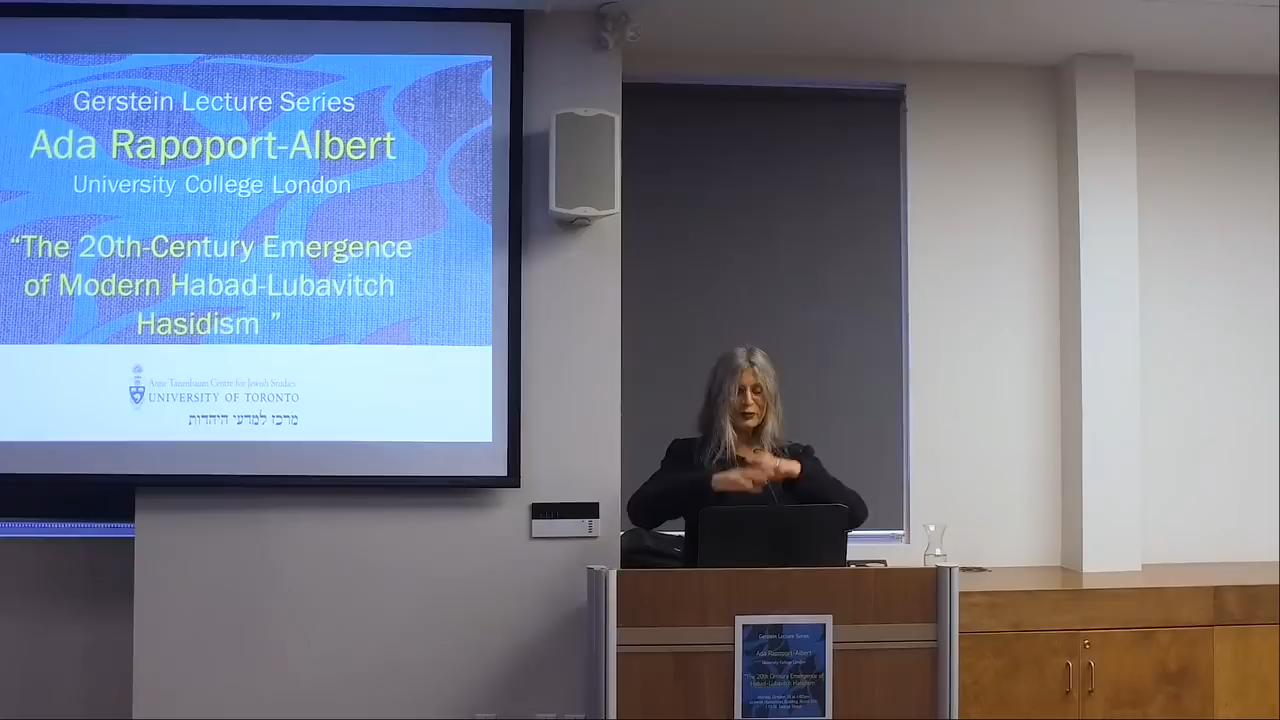 Gerstein Lecture Series
Ada Rapoport-Albert
University College London
“The 20th-Century Emergence
of Modern Habad-Lubavitch
Hasidism ”
Anne Tanenbaum Centre for Jewish Studies
UNIVERSITY OF TORONTO
מרכז למדעי היהדות
Gerstein Lecture Series
Ada Rapoport-Albert
University College London
"The 20th Century Emergence of
Habad-Lubavitch Hasidism"